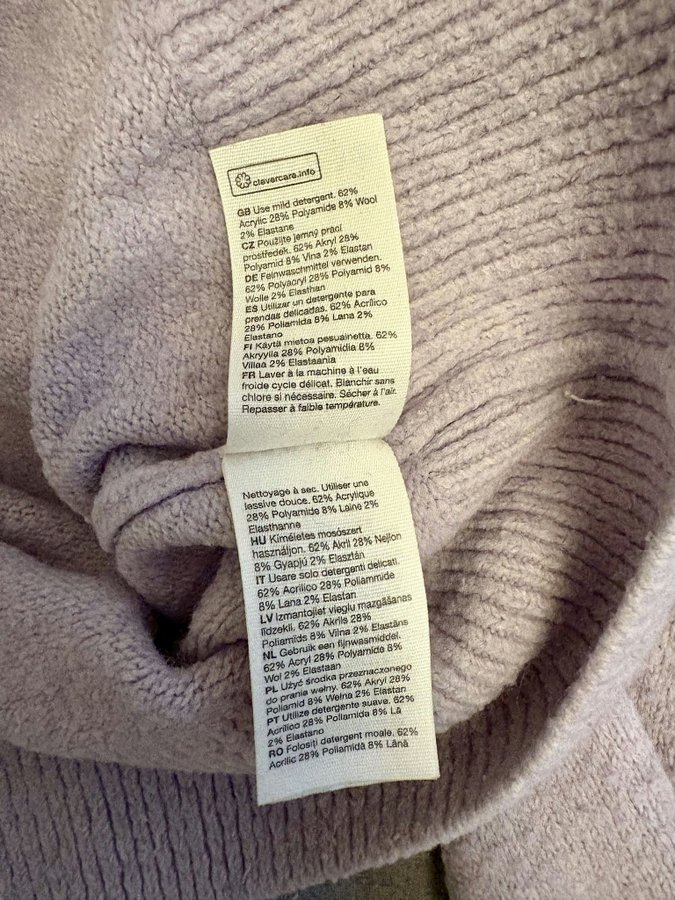 clevercare.info
GB Use mild detergent. 62%
Acrylic 28% Polyamide 8% Wool
2% Elastane
CZ Použijte jemný prací
prostředek. 62% Akryl 28%
Polyamid 8% Vlna 2% Elastan
DE Feinwaschmittel verwenden.
62% Polyacryl 28% Polyamid 8%
Wolle 2% Elasthan
ES Utilizar un detergente para
prendas delicadas. 62% Acrílico
28% Poliamida 8% Lana 2%
Elastano
FI Käytä mietoa pesuainetta. 62%
Akryylia 28% Polyamidia 8%
Villaa 2% Elastaania
FR Laver à la machine à l'eau
froide cycle délicat. Blanchir sans
chlore si nécessaire. Sécher à l'air.
Repasser à faible température.
Nettoyage à sec. Utiliser une
lessive douce. 62% Acrylique
28% Polyamide 8% Laine 2%
Elasthanne
HU Kíméletes mosószert
használjon. 62% Akril 28% Nejlon
8% Gyapjú 2% Elasztán
IT Usare solo detergenti delicati.
62% Acrilico 28% Poliammide
8% Lana 2% Elastan
LV Izmantojiet vieglu mazgāšanas
līdzekli. 62% Akrils 28%
Poliamīds 8% Vilna 2% Elastāns
NL Gebruik een fijnwasmiddel.
62% Acryl 28% Polyamide 8%
Wol 2% Elastaan
PL Użyć środka przeznaczonego
do prania wełny. 62% Akryl 28%
Poliamid 8% Wełna 2% Elastan
PT Utilize detergente suave. 62%
Acrílico 28% Poliamida 8% Lã
2% Elastano
RO Folosiți detergent moale. 62%
Acrilic 28% Poliamidă 8% Lână